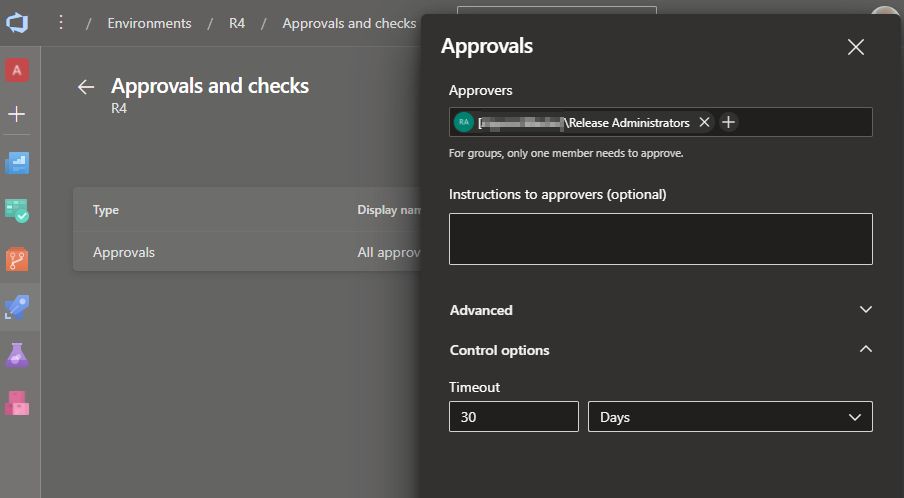 / Environments / R4 / Approvals and checks
A
Approvals and checks
R4
Type
Display nam
Approvals
All approv
Approvals
Approvers
RA [ ]\Release Administrators
For groups, only one member needs to approve.
Instructions to approvers (optional)
Advanced
Control options
Timeout
30
Days